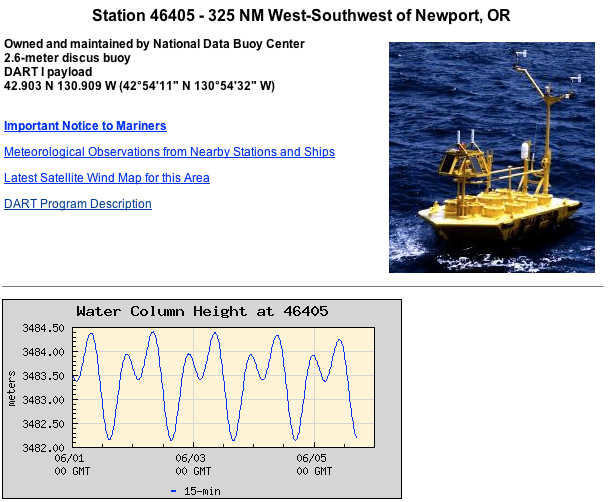 Station 46405 - 325 NM West-Southwest of Newport, OR
Owned and maintained by National Data Buoy Center
2.6-meter discus buoy
DART I payload
42.903 N 130.909 W (42°54'11" N 130°54'32" W)
Important Notice to Mariners
Meteorological Observations from Nearby Stations and Ships
Latest Satellite Wind Map for this Area
DART Program Description
Water Column Height at 46405
3484.50
3484.00
3483.50
3483.00
3482.50
3482.00
meters
06/01 06/03 06/05
00 GMT 00 GMT 00 GMT
15-min